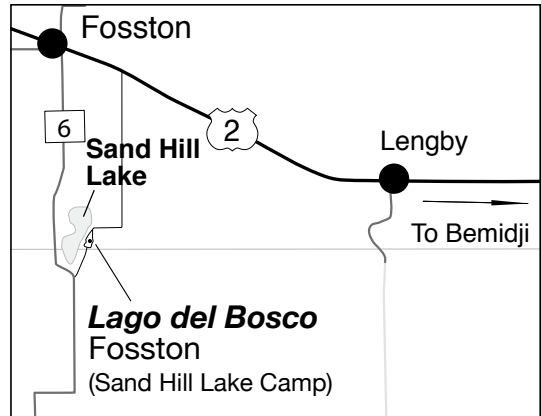 Fosston
6
2
Sand Hill
Lake
Lengby
To Bemidji
Lago del Bosco
Fosston
(Sand Hill Lake Camp)